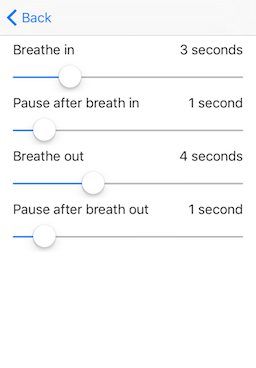 Back
Breathe in 3 seconds
Pause after breath in 1 second
Breathe out 4 seconds
Pause after breath out 1 second